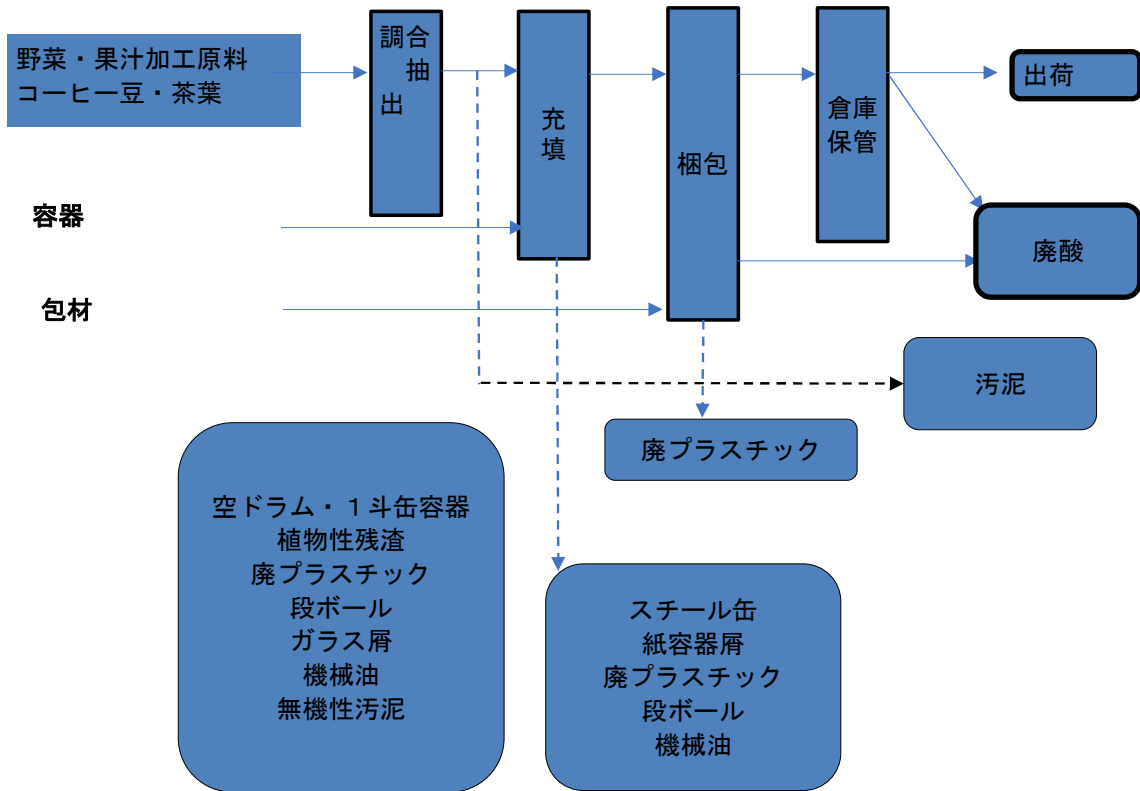 野菜・果汁加工原料
コーヒー豆・茶葉
調合
抽
出
充
填
梱包
倉庫
保管
出荷
容器
廃酸
包材
汚泥
廃プラスチック
空ドラム・１斗缶容器
植物性残渣
廃プラスチック
段ボール
ガラス屑
機械油
無機性汚泥
スチール缶
紙容器屑
廃プラスチック
段ボール
機械油